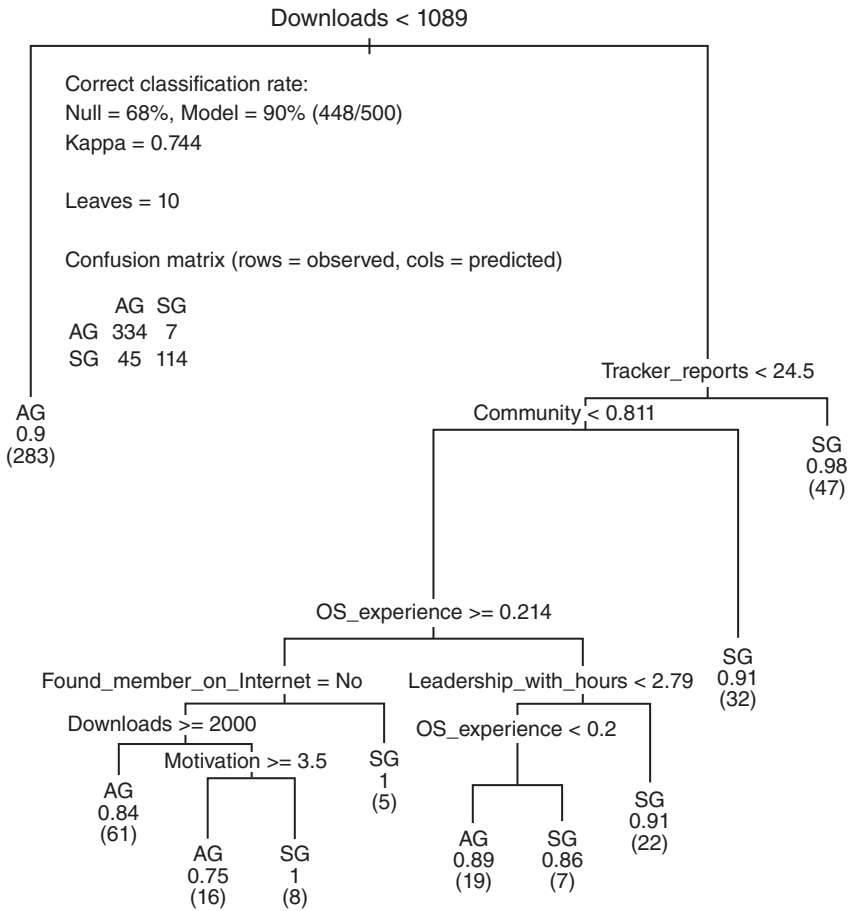 Downloads < 1089
Correct classification rate:
Null = 68%, Model = 90% (448/500)
Kappa = 0.744
Leaves = 10
Confusion matrix (rows = observed, cols = predicted)
AG SG
AG 334 7
SG 45 114
Tracker_reports < 24.5
AG
0.9
(283)
Community < 0.811
SG
0.98
(47)
OS_experience >= 0.214
SG
0.91
(32)
Found_member_on_Internet = No
Leadership_with_hours < 2.79
Downloads >= 2000
OS_experience < 0.2
Motivation >= 3.5
SG
1
(5)
AG
0.84
(61)
SG
0.91
(22)
AG
0.75
(16)
SG
1
(8)
AG
0.89
(19)
SG
0.86
(7)